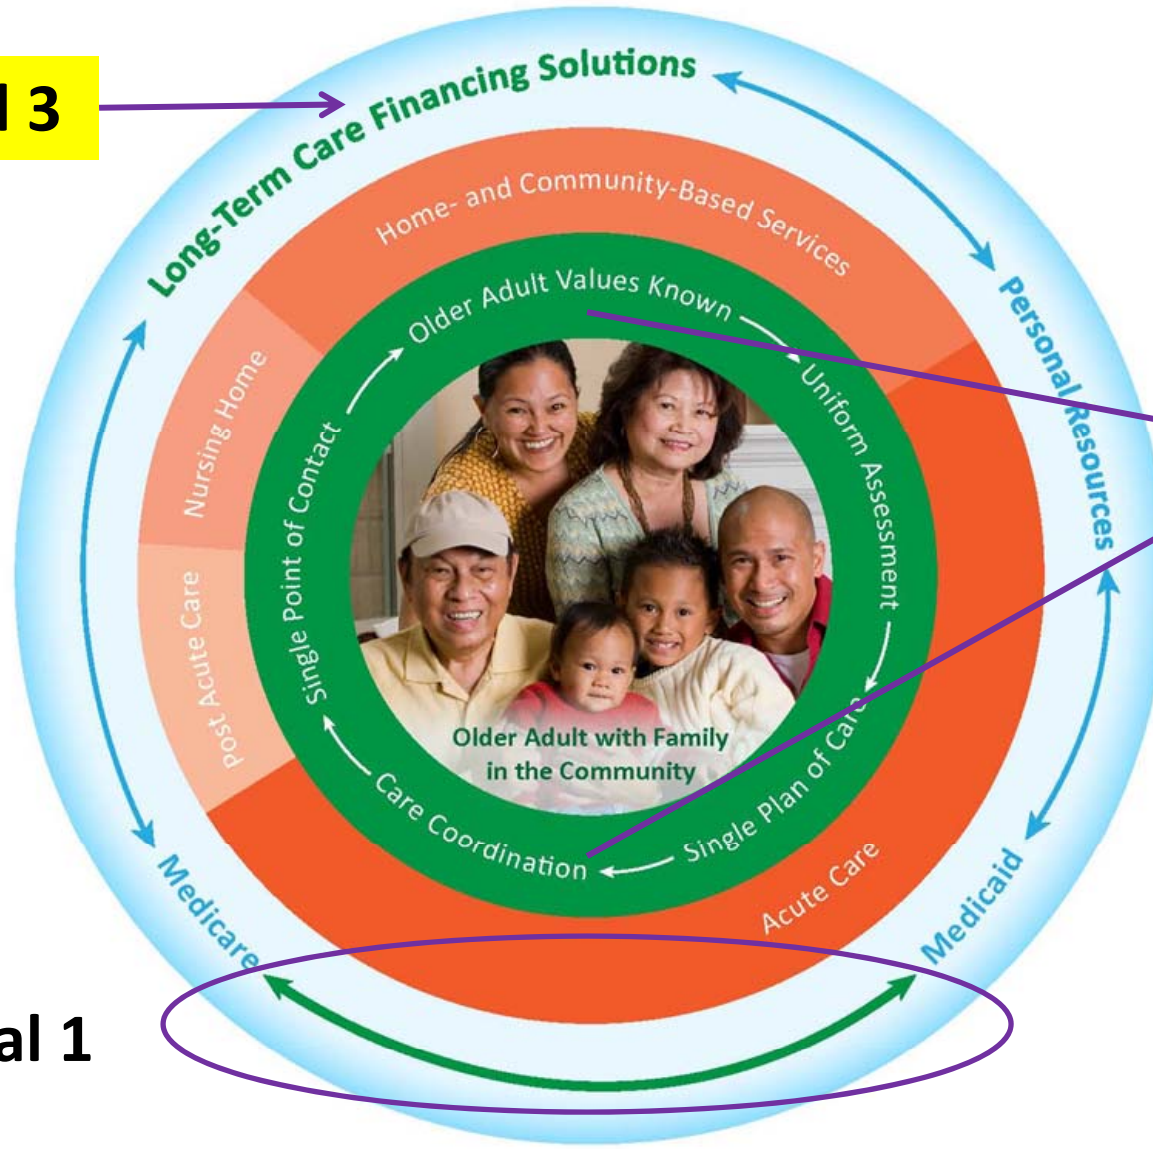 l 3
Long-Term Care Financing Solutions
Home- and Community-Based Services
Older Adult Values Known
Uniform Assessment
Personal Resources
Nursing Home
Single Point of Contact
Post Acute Care
Older Adult with Family
in the Community
Single Plan of Care
Care Coordination
Acute Care
Medicare
Medicaid
al 1